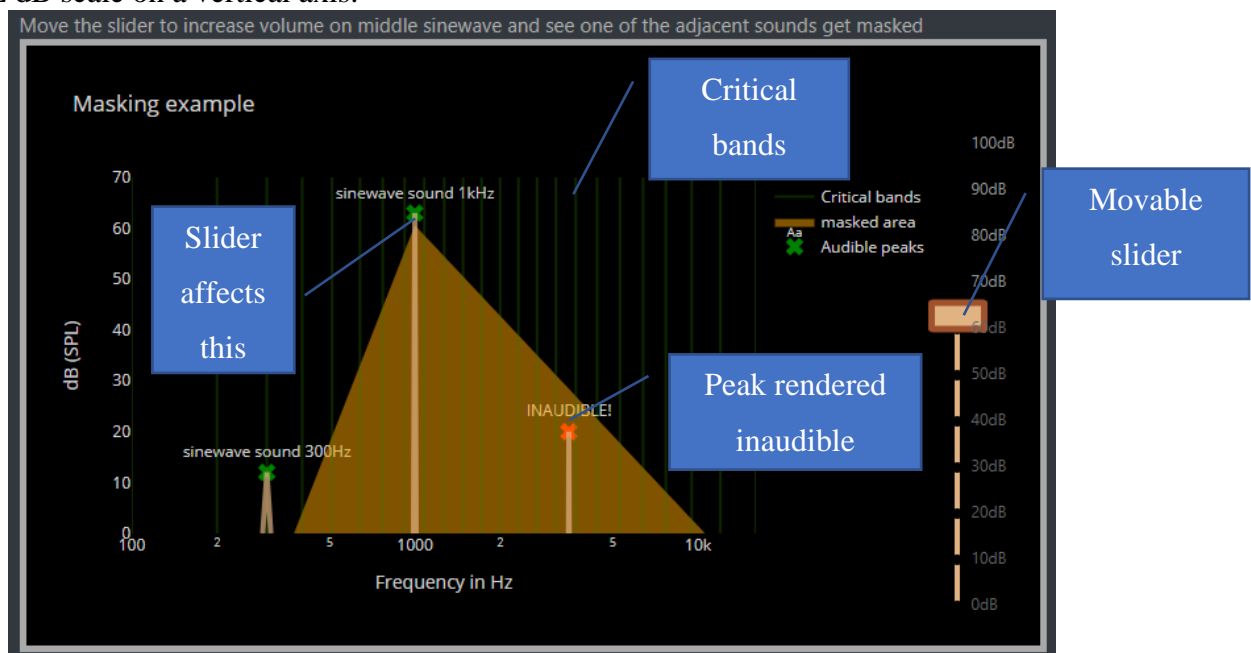 dB scale on a vertical axis.
Move the slider to increase volume on middle sinewave and see one of the adjacent sounds get masked
Masking example
Critical
bands
100dB
70
sinewave sound 1kHz
Critical bands
90dB
Movable
slider
60
Slider
affects
this
masked area
Aa
Audible peaks
80dB
50
70dB
dB (SPL)
40
60dB
30
50dB
Peak rendered
inaudible
INAUDIBLE!
20
40dB
sinewave sound 300Hz
30dB
10
20dB
0
100
2
5
1000
2
5
10k
10dB
Frequency in Hz
0dB